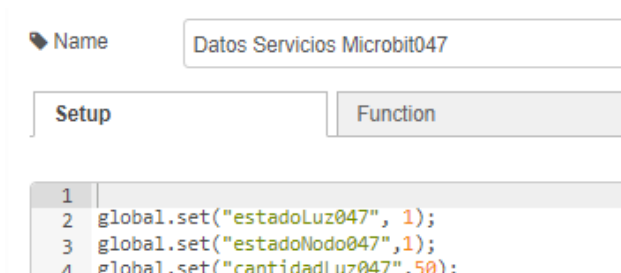 Name Datos Servicios Microbit047
Setup Function
1
2 global.set("estadoLuz047", 1);
3 global.set("estadoNodo047",1);
4 global.set("cantidadLuz047",50);